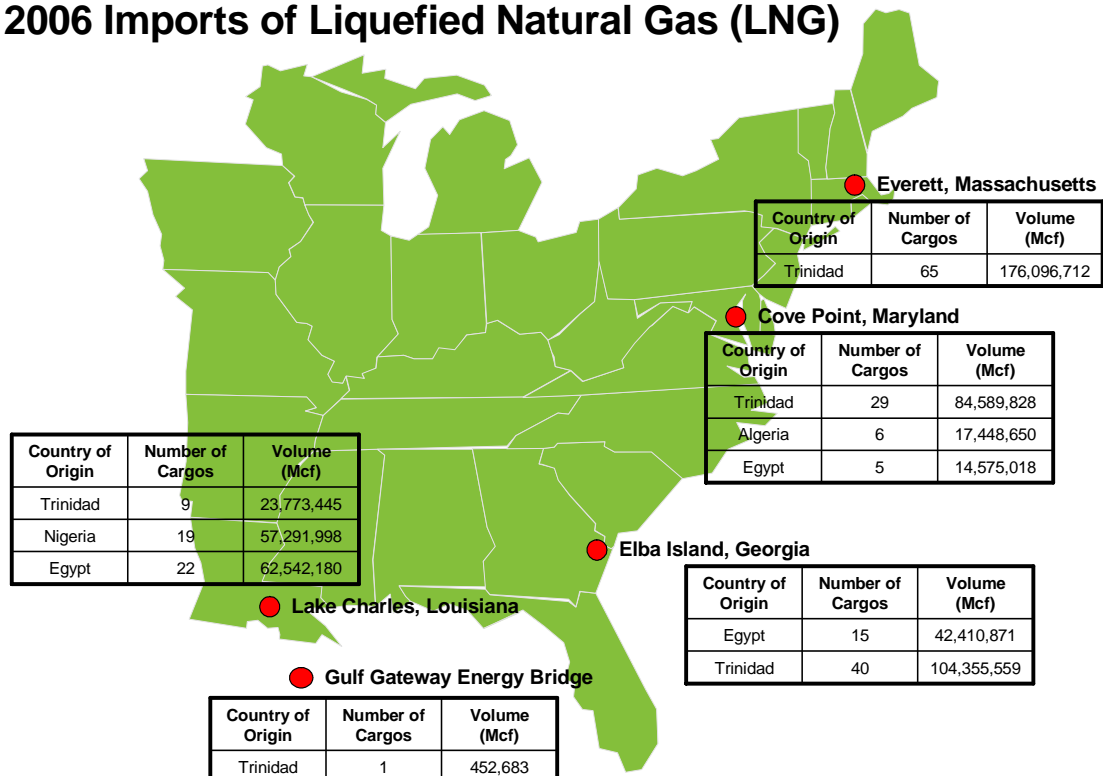 2006 Imports of Liquefied Natural Gas (LNG)
Everett, Massachusetts
Country of Origin Number of Cargos Volume (Mcf)
Trinidad 65 176,096,712
Cove Point, Maryland
Country of Origin Number of Cargos Volume (Mcf)
Trinidad 29 84,589,828
Algeria 6 17,448,650
Egypt 5 14,575,018
Country of Origin Number of Cargos Volume (Mcf)
Trinidad 9 23,773,445
Nigeria 19 57,291,998
Egypt 22 62,542,180
Lake Charles, Louisiana
Elba Island, Georgia
Country of Origin Number of Cargos Volume (Mcf)
Egypt 15 42,410,871
Trinidad 40 104,355,559
Gulf Gateway Energy Bridge
Country of Origin Number of Cargos Volume (Mcf)
Trinidad 1 452,683